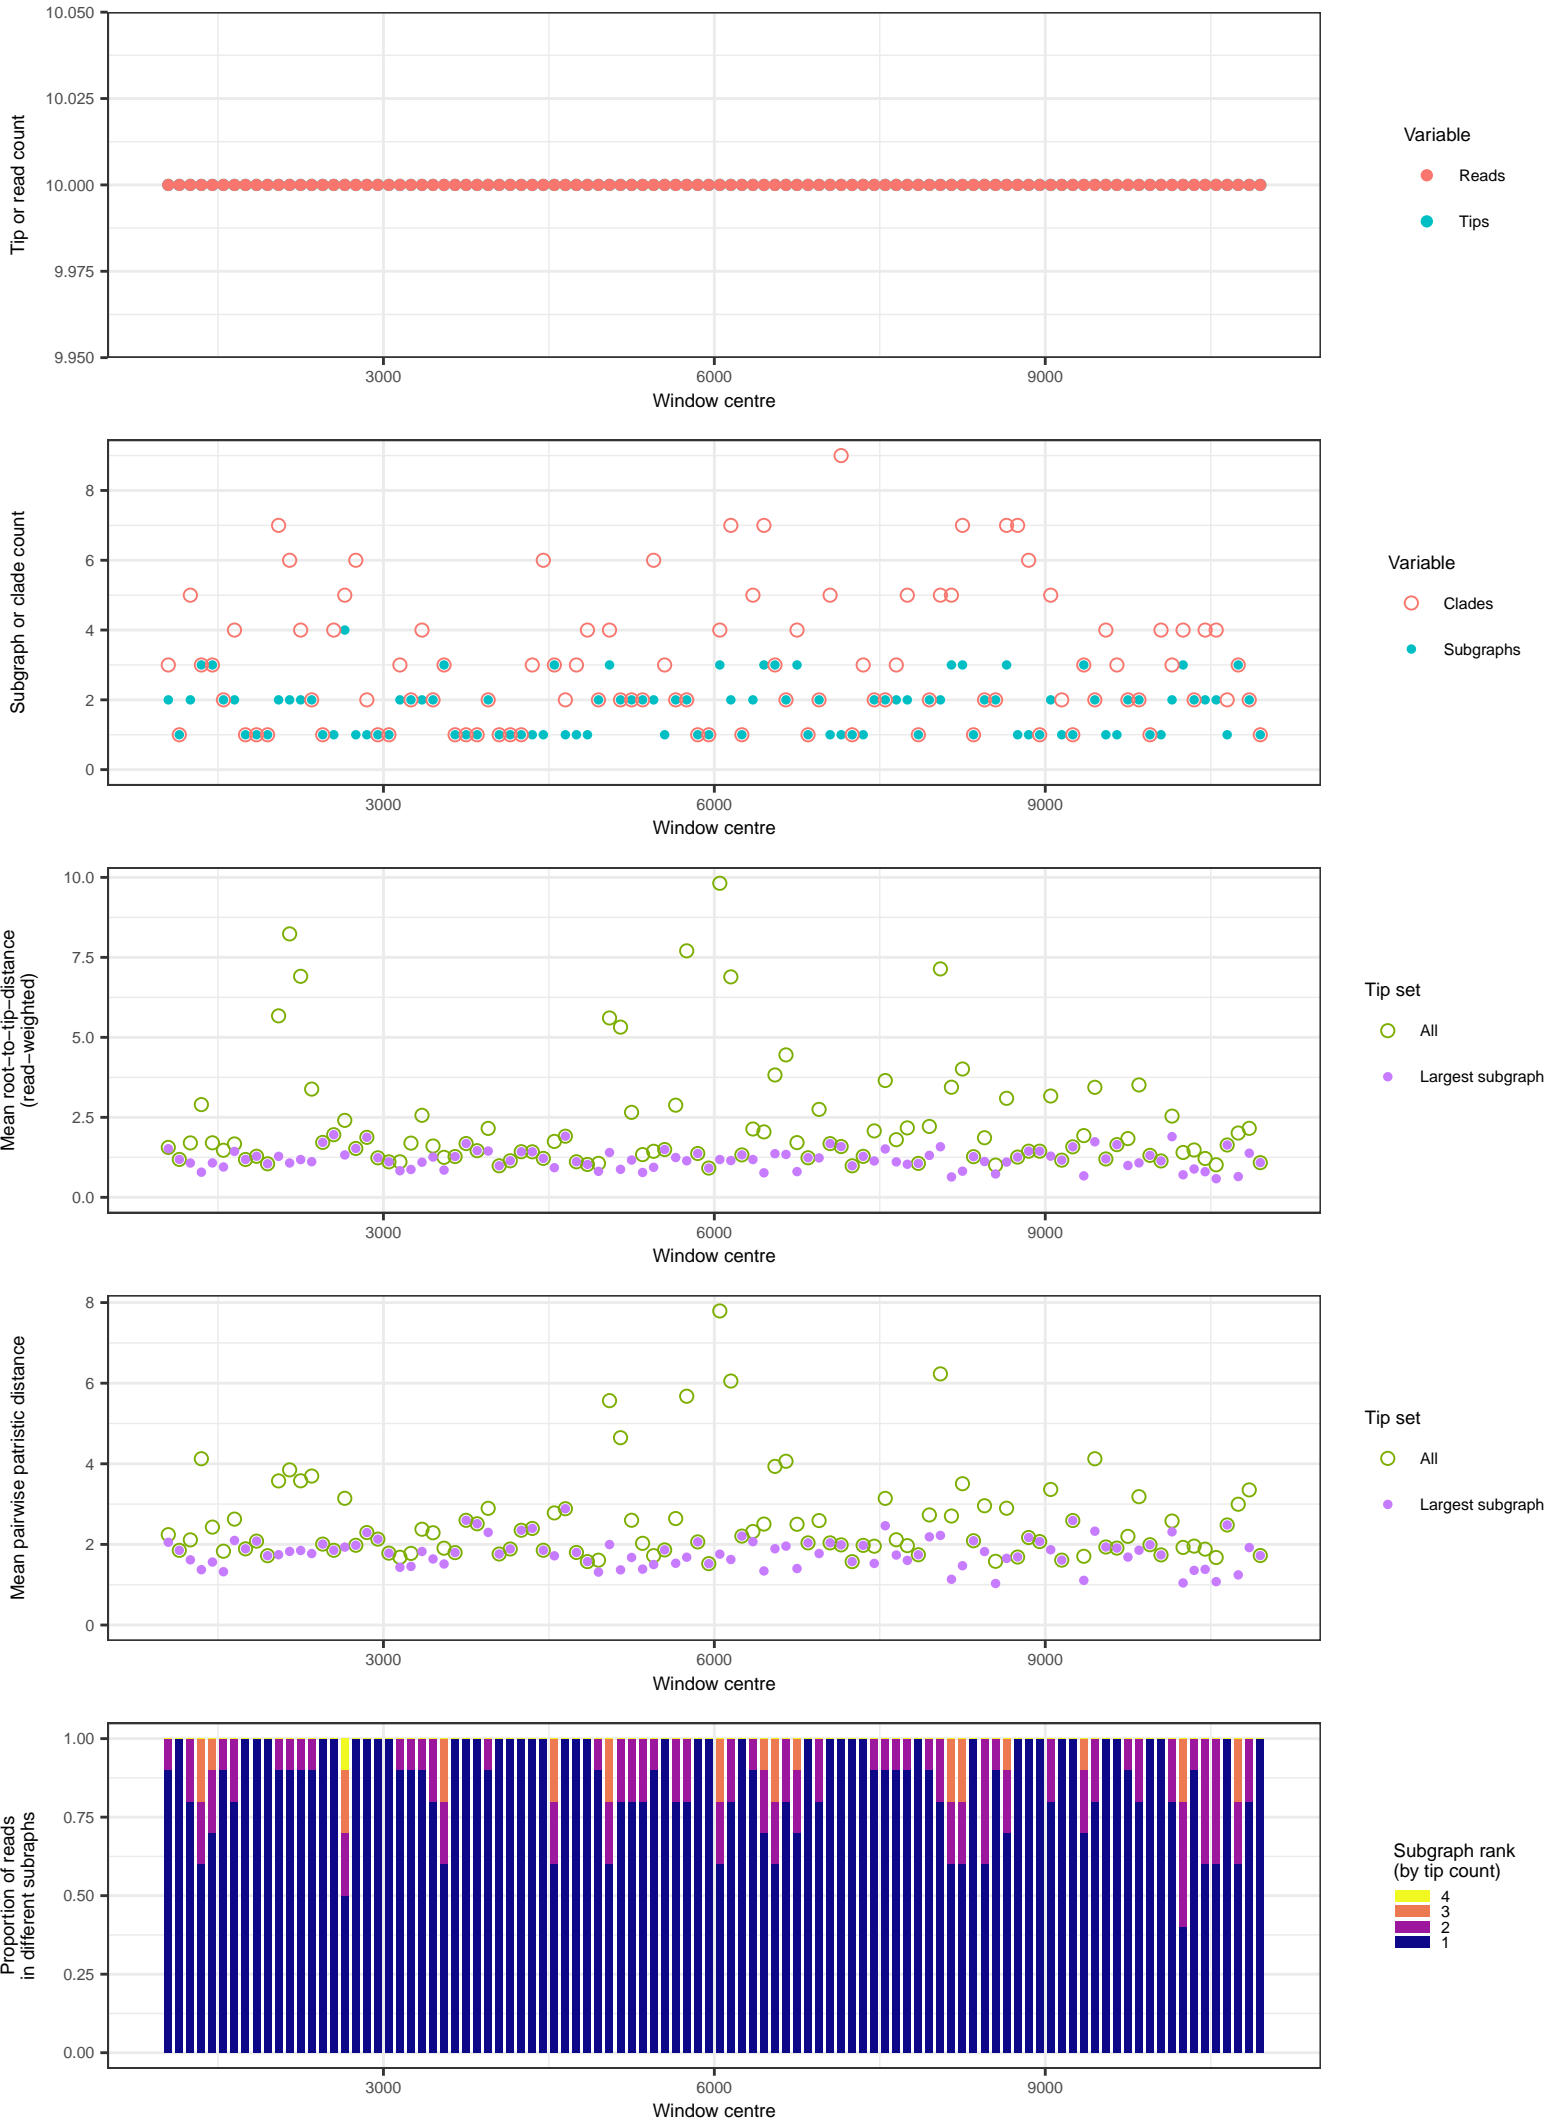 10.050
10.025
10.000
9.975
9.950
Tip or read count
3000 6000 9000
Window centre
Variable
Reads
Tips
8
6
4
2
0
Subgraph or clade count
3000 6000 9000
Window centre
Variable
Clades
Subgraphs
10.0
7.5
5.0
2.5
0.0
Mean root−to−tip−distance
(read−weighted)
3000 6000 9000
Window centre
Tip set
All
Largest subgraph
8
6
4
2
0
Mean pairwise patristic distance
3000 6000 9000
Window centre
Tip set
All
Largest subgraph
1.00
0.75
0.50
0.25
0.00
Proportion of reads
in different subraphs
3000 6000 9000
Window centre
Subgraph rank
(by tip count)
4
3
2
1